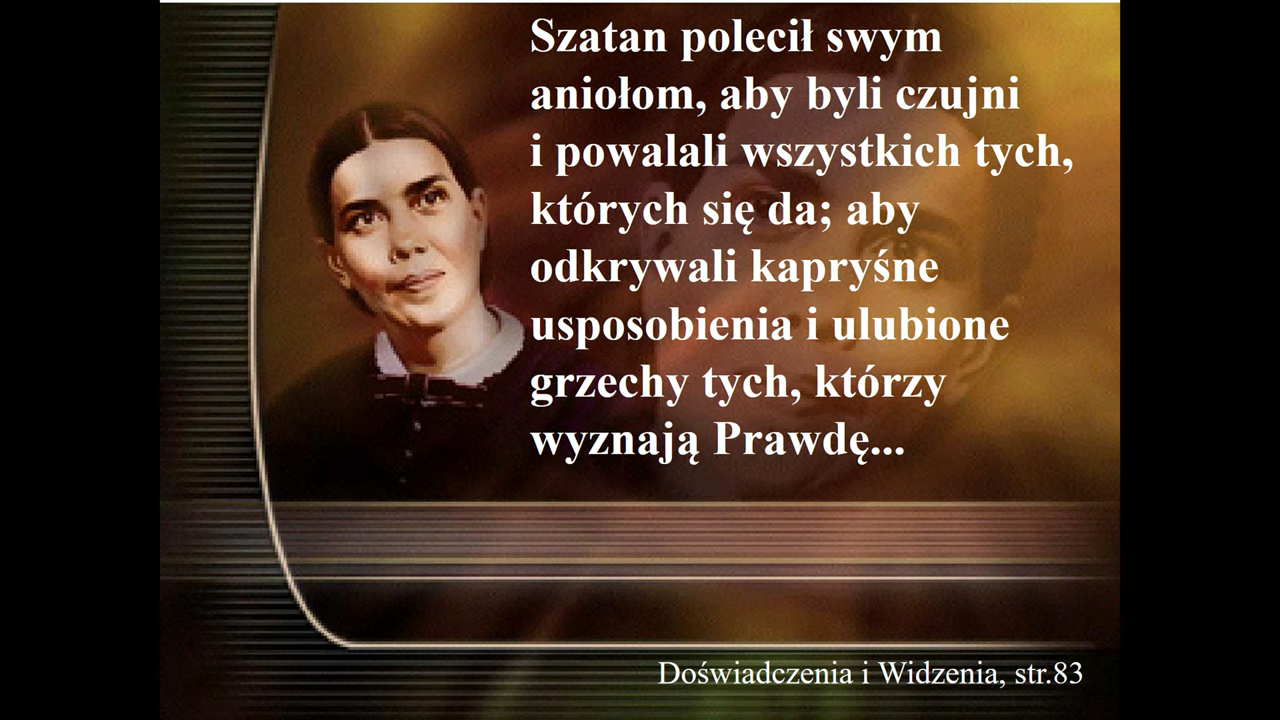 Szatan polecił swym
aniołom, aby byli czujni
i powalali wszystkich tych,
których się da; aby
odkrywali kapryśne
usposobienia i ulubione
grzechy tych, którzy
wyznają Prawdę...
Doświadczenia i Widzenia, str.83